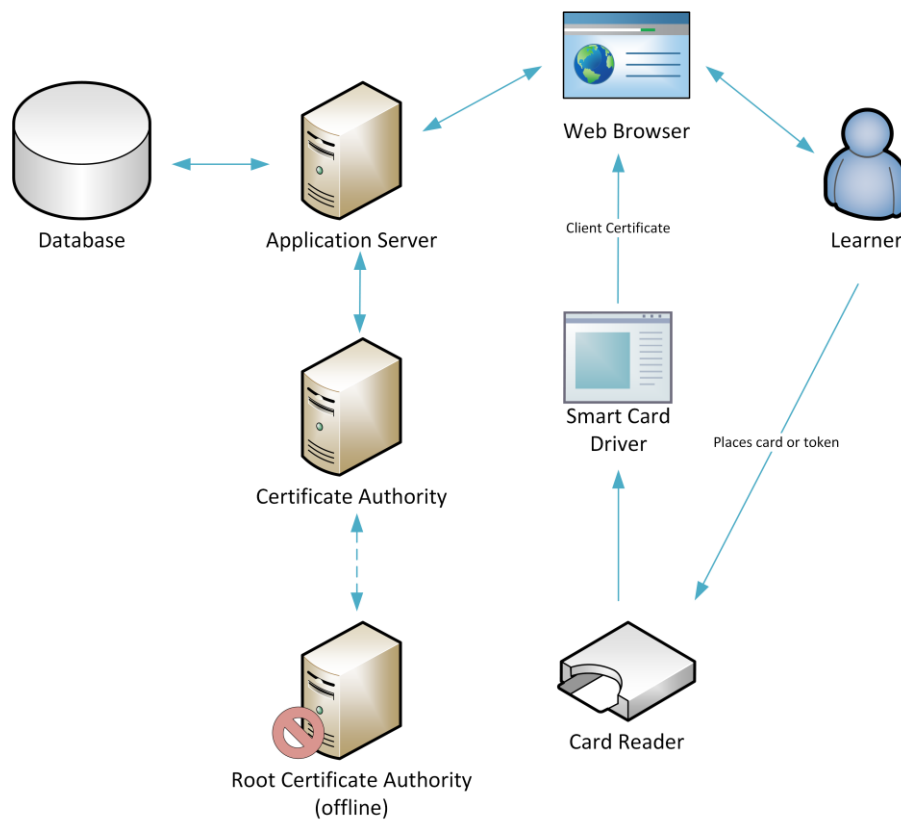 Web Browser
Database
Application Server
Client Certificate
Learner
Smart Card
Driver
Places card or token
Certificate Authority
Card Reader
Root Certificate Authority
(offline)